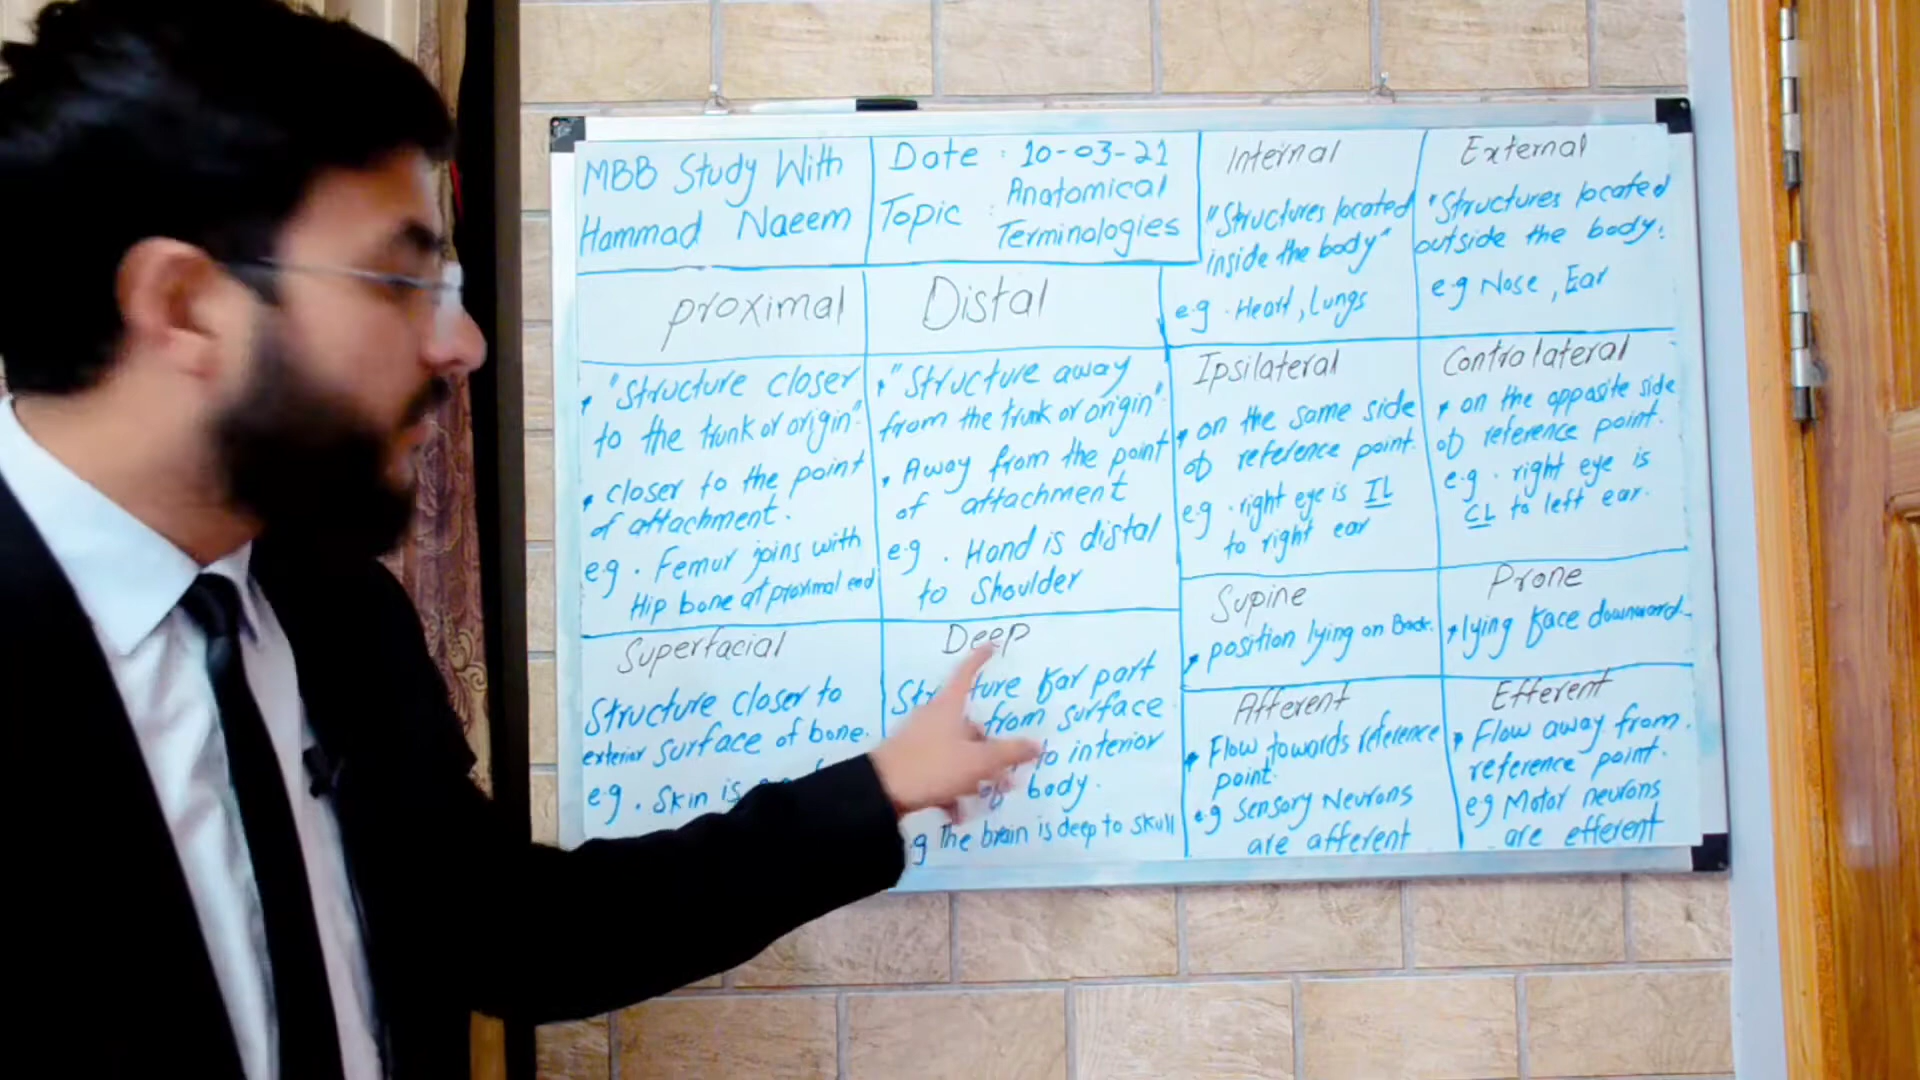 MBB Study With
Hammad Naeem
Date : 10-03-21
Topic : Anatomical
Terminologies
Proximal
• "Structure closer
to the trunk or origin"
• closer to the point
of attachment.
e.g. Femur joins with
Hip bone at proximal end
Distal
• "Structure away
from the trunk or origin"
• Away from the point
of attachment
e.g. Hand is distal
to Shoulder
Superfacial
Structure closer to
exterior surface of bone.
e.g. Skin is
Deep
far part
from surface
to interior
of body.
The brain is deep to skull
Internal
"Structures located
inside the body"
e.g. Heart, Lungs
External
"Structures located
outside the body.
e.g Nose, Ear
Ipsilateral
• on the same side
of reference point.
e.g. right eye is IL
to right ear
Contralateral
• on the opposite side
of reference point.
e.g. right eye is
CL to left ear.
Supine
• position lying on Back.
Prone
• lying face downward.
Afferent
• Flow towards reference
point.
e.g Sensory Neurons
are afferent
Efferent
• Flow away from
reference point.
e.g Motor neurons
are efferent